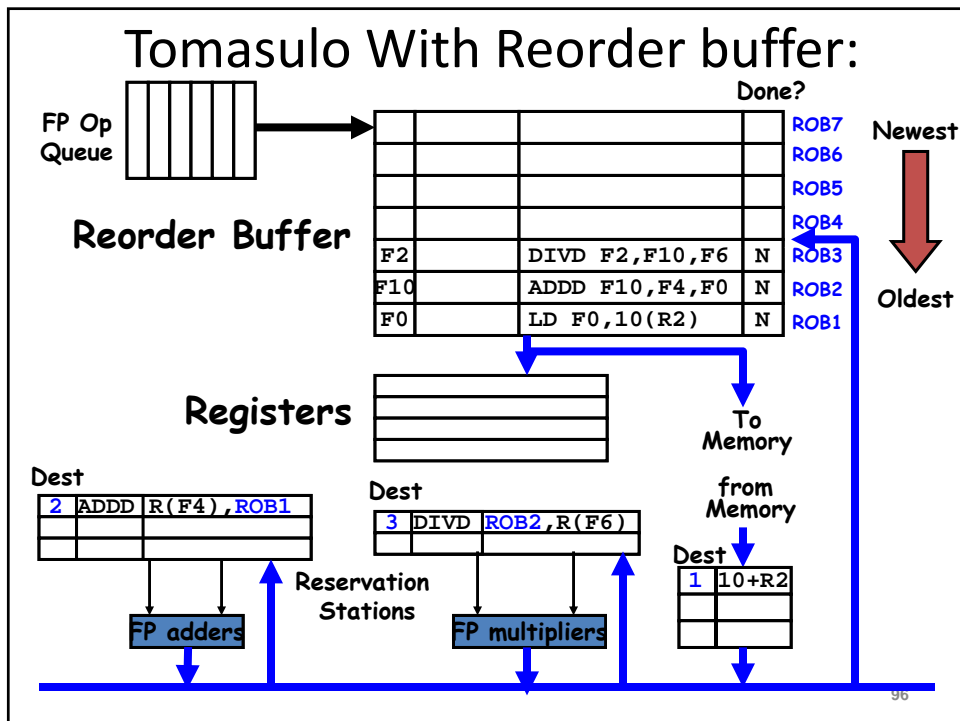 Tomasulo With Reorder buffer:
Done?
FP Op
Queue
ROB7
ROB6
ROB5
ROB4
Newest
Reorder Buffer
F2 DIVD F2,F10,F6 N ROB3
F10 ADDD F10,F4,F0 N ROB2
F0 LD F0,10(R2) N ROB1
Oldest
Registers
To
Memory
from
Memory
Dest
2 ADDD R(F4),ROB1
Dest
3 DIVD ROB2,R(F6)
Dest
1 10+R2
Reservation
Stations
FP adders
FP multipliers
96